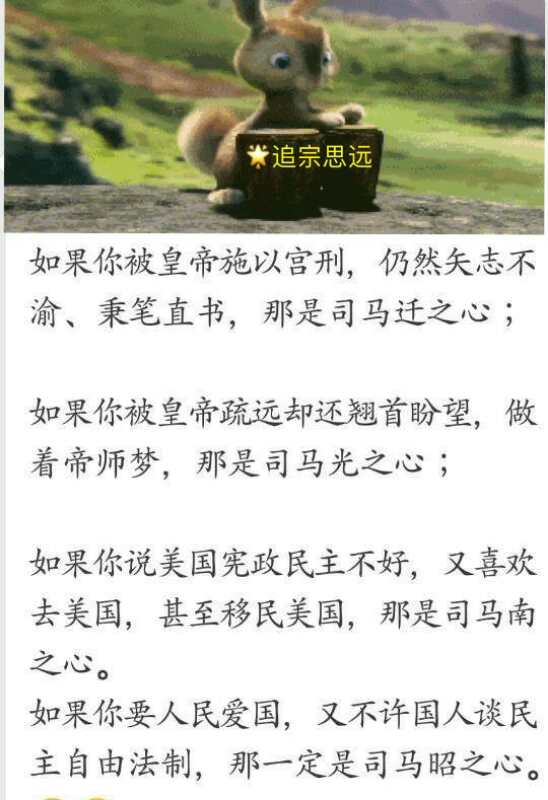 🌟追宗思远
如果你被皇帝施以宫刑，仍然矢志不
渝、秉笔直书，那是司马迁之心；
如果你被皇帝疏远却还翘首盼望，做
着帝师梦，那是司马光之心；
如果你说美国宪政民主不好，又喜欢
去美国，甚至移民美国，那是司马南
之心。
如果你要人民爱国，又不许国人谈民
主自由法制，那一定是司马昭之心。